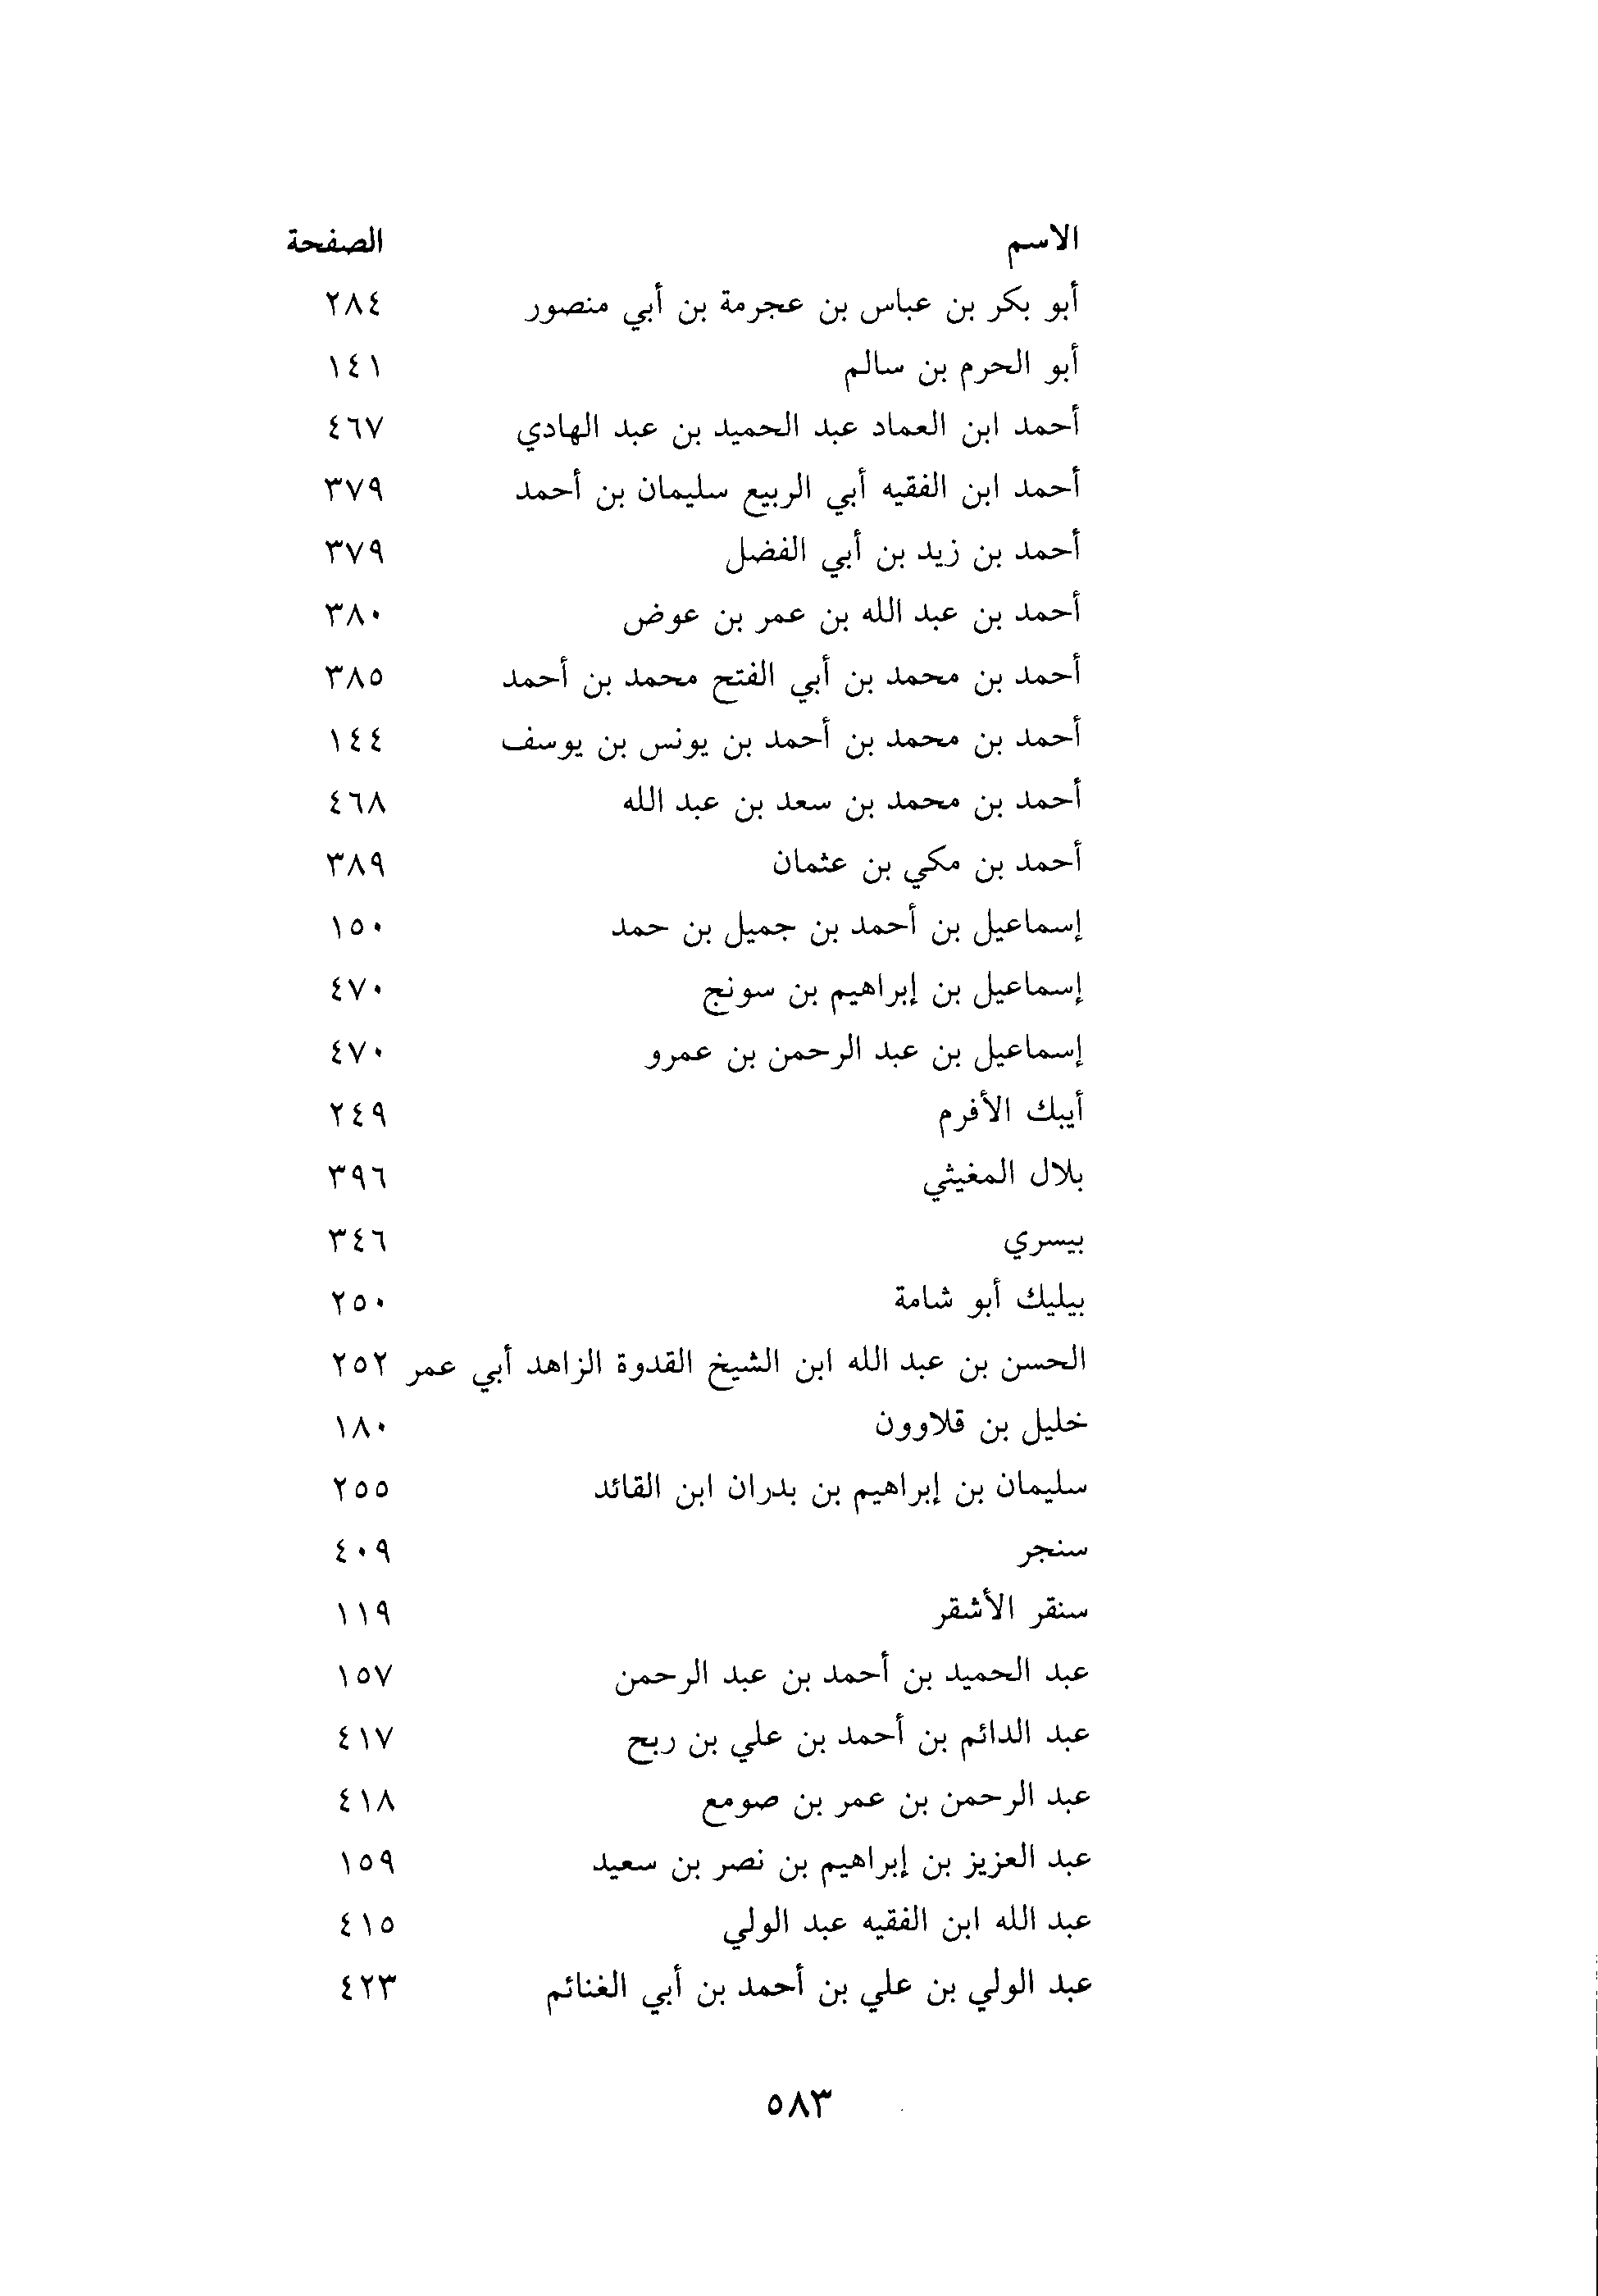 الاسم الصفحة
أبو بكر بن عباس بن عجرمة بن أبي منصور ٢٨٤
أبو الحرم بن سالم ١٤١
أحمد ابن العماد عبد الحميد بن عبد الهادي ٤٦٧
أحمد ابن الفقيه أبي الربيع سليمان بن أحمد ٣٧٩
أحمد بن زيد بن أبي الفضل ٣٧٩
أحمد بن عبد الله بن عمر بن عوض ٣٨٠
أحمد بن محمد بن أبي الفتح محمد بن أحمد ٣٨٥
أحمد بن محمد بن أحمد بن يونس بن يوسف ١٤٤
أحمد بن محمد بن سعد بن عبد الله ٤٦٨
أحمد بن مكي بن عثمان ٣٨٩
إسماعيل بن أحمد بن جميل بن حمد ١٥٠
إسماعيل بن إبراهيم بن سونج ٤٧٠
إسماعيل بن عبد الرحمن بن عمرو ٤٧٠
أيبك الأفرم ٢٤٩
بلال المغيثي ٣٩٦
بيسري ٣٤٦
بيليك أبو شامة ٢٥٠
الحسن بن عبد الله ابن الشيخ القدوة الزاهد أبي عمر ٢٥٢
خليل بن قلاوون ١٨٠
سليمان بن إبراهيم بن بدران ابن القائد ٢٥٥
سنجر ٤٠٩
سنقر الأشقر ١١٩
عبد الحميد بن أحمد بن عبد الرحمن ١٥٧
عبد الدائم بن أحمد بن علي بن ربح ٤١٧
عبد الرحمن بن عمر بن صومع ٤١٨
عبد العزيز بن إبراهيم بن نصر بن سعيد ١٥٩
عبد الله ابن الفقيه عبد الولي ٤١٥
عبد الولي بن علي بن أحمد بن أبي الغنائم ٤٢٣
٥٨٣